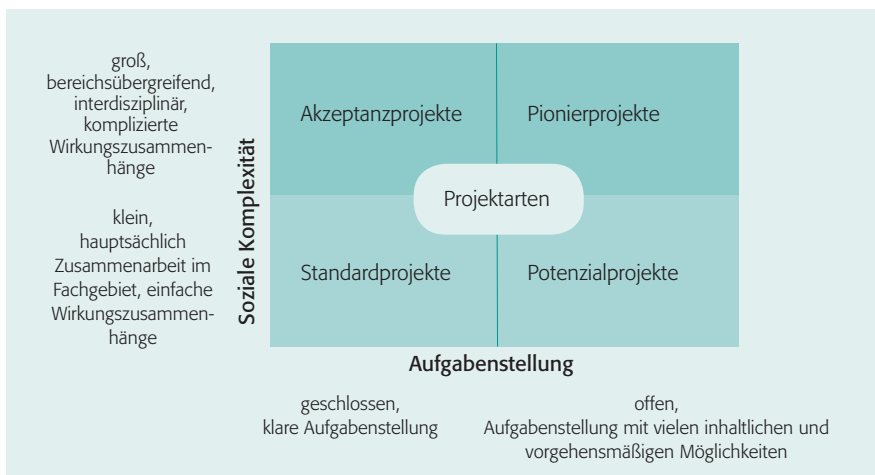 groß,
bereichsübergreifend,
interdisziplinär,
komplizierte
Wirkungszusammen-
hänge
klein,
hauptsächlich
Zusammenarbeit im
Fachgebiet, einfache
Wirkungszusammen-
hänge
Soziale Komplexität
Akzeptanzprojekte
Pionierprojekte
Projektarten
Standardprojekte
Potenzialprojekte
Aufgabenstellung
geschlossen,
klare Aufgabenstellung
offen,
Aufgabenstellung mit vielen inhaltlichen und
vorgehensmäßigen Möglichkeiten